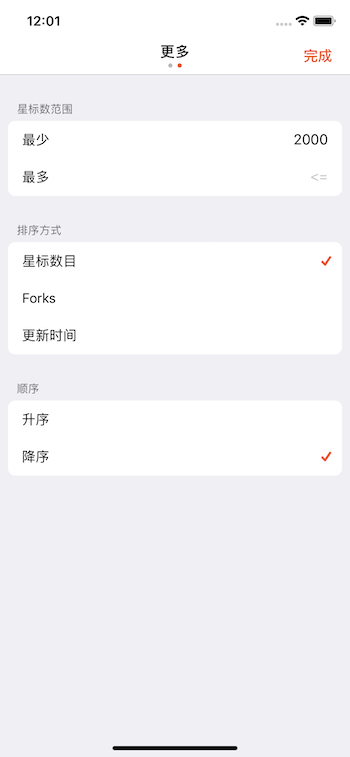 12:01
更多
完成
星标数范围
最少 2000
最多 <=
排序方式
星标数目
Forks
更新时间
顺序
升序
降序